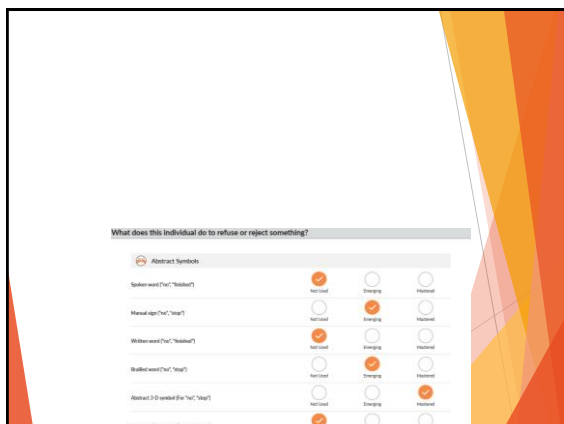 What does this individual do to refuse or reject something?
Abstract Symbols
Spoken word ("no", "finished")
Not Used Emerging Mastered
Manual sign ("no", "stop")
Not Used Emerging Mastered
Written word ("no", "finished")
Not Used Emerging Mastered
Brailled word ("no", "stop")
Not Used Emerging Mastered
Abstract 3-D symbol (for "no", "stop")
Not Used Emerging Mastered